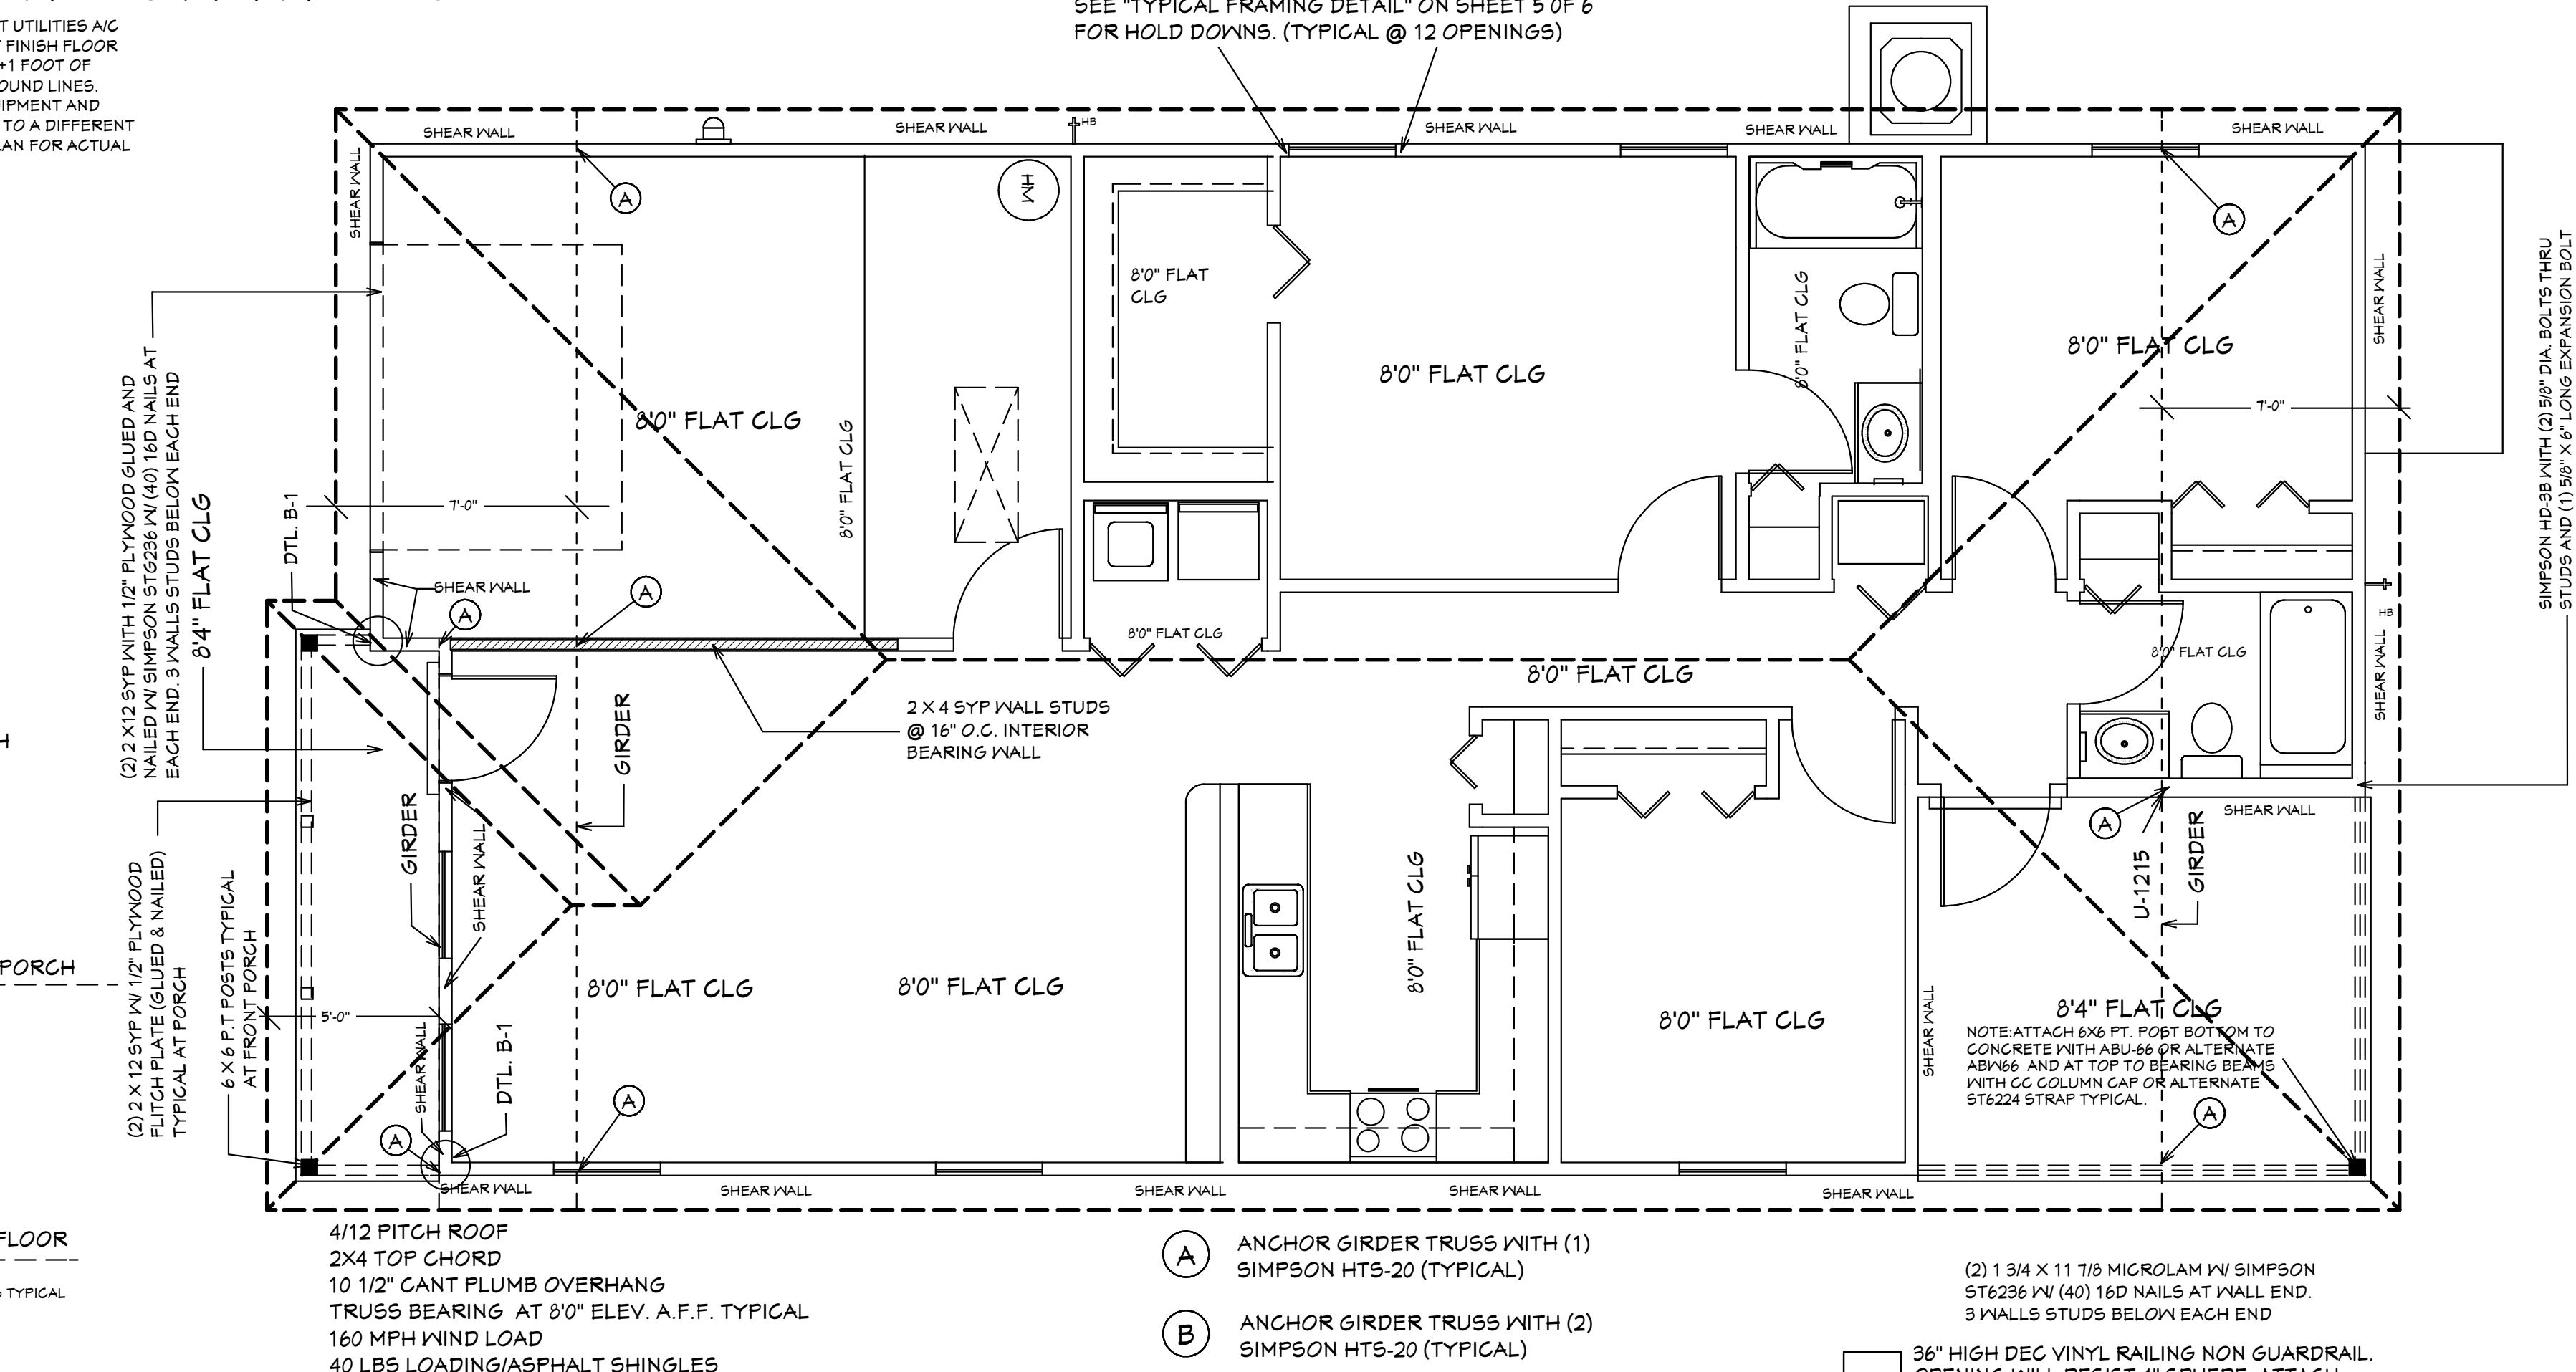 T UTILITIES A/C
FINISH FLOOR
+1 FOOT OF
OUND LINES.
IPMENT AND
TO A DIFFERENT
LAN FOR ACTUAL
SEE "TYPICAL FRAMING DETAIL" ON SHEET 5 OF 6
FOR HOLD DOWNS. (TYPICAL @ 12 OPENINGS)
SHEAR WALL
SHEAR WALL
HB
SHEAR WALL
SHEAR WALL
SHEAR WALL
SHEAR WALL
A
HW
A
8'0" FLAT
CLG
8'0" FLAT CLG
8'0" FLAT CLG
8'0" FLAT CLG
SHEAR WALL
7'-0"
8'0" FLAT CLG
8'0" FLAT CLG
(2) 2 X12 SYP WITH 1/2" PLYWOOD GLUED AND
NAILED W/ SIMPSON STG236 W/ (40) 16D NAILS AT
EACH END. 3 WALLS STUDS BELOW EACH END
8'4" FLAT CLG
DTL. B-1
7'-0"
SIMPSON HD-3B WITH (2) 5/8" DIA. BOLTS THRU
STUDS AND (1) 5/8" X 6" LONG EXPANSION BOLT
SHEAR WALL
A
A
8'0" FLAT CLG
HB
8'0" FLAT CLG
SHEAR WALL
8'0" FLAT CLG
2 X 4 SYP WALL STUDS
@ 16" O.C. INTERIOR
BEARING WALL
GIRDER
GIRDER
SHEAR WALL
A
SHEAR WALL
U-1215
GIRDER
8'0" FLAT CLG
(2) 2 X 12 SYP W/ 1/2" PLYWOOD
FLITCH PLATE (GLUED & NAILED)
TYPICAL AT PORCH
6 X 6 P.T POSTS TYPICAL
AT FRONT PORCH
PORCH
5'-0"
SHEAR WALL
DTL. B-1
8'0" FLAT CLG
8'0" FLAT CLG
8'0" FLAT CLG
SHEAR WALL
8'4" FLAT CLG
NOTE:ATTACH 6X6 PT. POST BOTTOM TO
CONCRETE WITH ABU-66 OR ALTERNATE
ABW66 AND AT TOP TO BEARING BEAMS
WITH CC COLUMN CAP OR ALTERNATE
ST6224 STRAP TYPICAL.
A
A
A
SHEAR WALL
SHEAR WALL
SHEAR WALL
SHEAR WALL
SHEAR WALL
FLOOR
TYPICAL
4/12 PITCH ROOF
2X4 TOP CHORD
10 1/2" CANT PLUMB OVERHANG
TRUSS BEARING AT 8'0" ELEV. A.F.F. TYPICAL
160 MPH WIND LOAD
40 LBS LOADING/ASPHALT SHINGLES
A
ANCHOR GIRDER TRUSS WITH (1)
SIMPSON HTS-20 (TYPICAL)
B
ANCHOR GIRDER TRUSS WITH (2)
SIMPSON HTS-20 (TYPICAL)
(2) 1 3/4 X 11 7/8 MICROLAM W/ SIMPSON
ST6236 W/ (40) 16D NAILS AT WALL END.
3 WALLS STUDS BELOW EACH END
36" HIGH DEC VINYL RAILING NON GUARDRAIL.
OPENING WILL RESIST 4" SPHERE. ATTACH